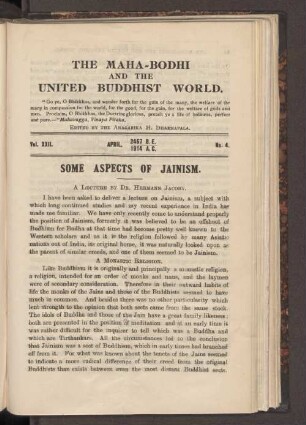 THE MAHA-BODHI
AND THE
UNITED BUDDHIST WORLD.
"Go ye, O Bhikkhus, and wander forth for the gain of the many, the welfare of the
many in compassion for the world, for the good, for the gain, for the welfare of gods and
men. Proclaim, O Bhikkhus, the Doctrine glorious, preach ye a life of holiness, perfect
and pure."—Mahavagga, Vinaya Pitaka.
EDITED BY THE ANAGARIKA H. DHARMAPALA.
Vol. XXII. APRIL, 2457 B. E. 1914 A. C. No. 4.
SOME ASPECTS OF JAINISM.
A LECTURE BY DR. HERMANN JACOBI.
I have been asked to deliver a lecture on Jainism, a subject with
which long continued studies and my recent experience in India has
made me familiar. We have only recently come to understand properly
the position of Jainism, formerly it was believed to be an offshoot of
Buddhism for Buddha at that time had become pretty well known to the
Western scholars and as it is the religion followed by many Asiatic
nations out of India, its original home, it was naturally looked upon as
the parent of similar creeds, and one of them seemed to be Jainism.
A MONASTIC RELIGION.
Like Buddhism it is originally and principally a monastic religion,
a religion, intended for an order of monks and nuns, and the laymen
were of secondary consideration. Therefore in their outward habits of
life the monks of the Jains and those of the Buddhists seemed to have
much in common. And besides there was no other particularly which
lent strength to the opinion that both sects came from the same stock.
The idols of Buddha and those of the Jain have a great family likeness;
both are presented in the position of meditation and at an early time it
was rather difficult for the inquirer to tell which was a Buddha and
which are Tirthankars. All the circumstances led to the conclusion
that Jainism was a sect of Buddhism, which in early times had branched
off from it. For what was known about the tenets of the Jains seemed
to indicate a more radical difference of their creed from the original
Buddhists than exists between even the most distant Buddhist sects